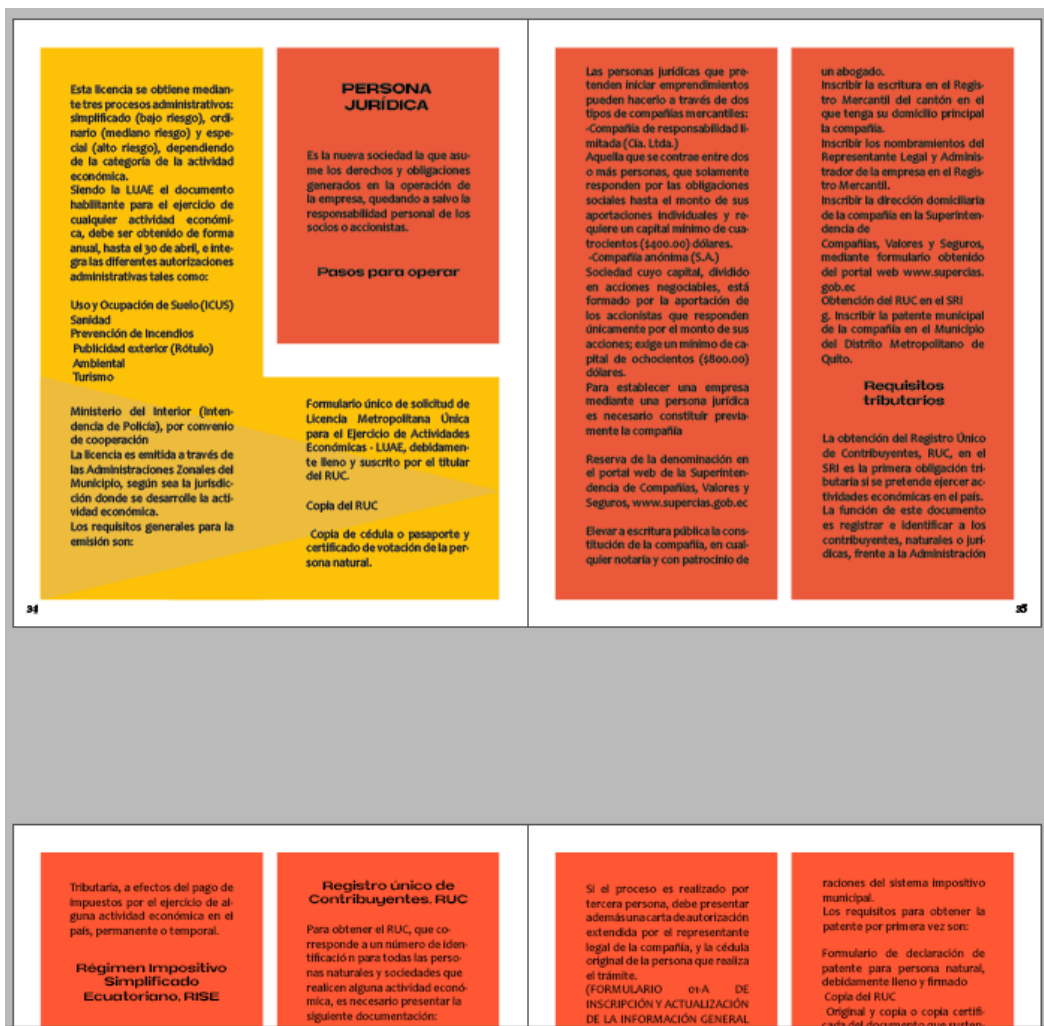 Esta licencia se obtiene median-
te tres procesos administrativos:
simplificado (bajo riesgo), ordi-
nario (mediano riesgo) y espe-
cial (alto riesgo), dependiendo
de la categoría de la actividad
económica.
Siendo la LUAE el documento
habilitante para el ejercicio de
cualquier actividad económi-
ca, debe ser obtenido de forma
anual, hasta el 30 de abril, e inte-
gra las diferentes autorizaciones
administrativas tales como:
Uso y Ocupación de Suelo (ICUS)
Sanidad
Prevención de Incendios
Publicidad exterior (Rótulo)
Ambiental
Turismo
Ministerio del Interior (Inten-
dencia de Policía), por convenio
de cooperación
La licencia es emitida a través de
las Administraciones Zonales del
Municipio, según sea la jurisdic-
ción donde se desarrolle la acti-
vidad económica.
Los requisitos generales para la
emisión son:
PERSONA
JURÍDICA
Es la nueva sociedad la que asu-
me los derechos y obligaciones
generados en la operación de
la empresa, quedando a salvo la
responsabilidad personal de los
socios o accionistas.
Pasos para operar
Formulario único de solicitud de
Licencia Metropolitana Única
para el Ejercicio de Actividades
Económicas - LUAE, debidamen-
te lleno y suscrito por el titular
del RUC.
Copia del RUC
Copia de cédula o pasaporte y
certificado de votación de la per-
sona natural.
34
Las personas jurídicas que pre-
tenden iniciar emprendimientos
pueden hacerlo a través de dos
tipos de compañías mercantiles:
-Compañía de responsabilidad li-
mitada (Cía. Ltda.)
Aquella que se contrae entre dos
o más personas, que solamente
responden por las obligaciones
sociales hasta el monto de sus
aportaciones individuales y re-
quiere un capital mínimo de cua-
trocientos ($400.00) dólares.
-Compañía anónima (S.A.)
Sociedad cuyo capital, dividido
en acciones negociables, está
formado por la aportación de
los accionistas que responden
únicamente por el monto de sus
acciones; exige un mínimo de ca-
pital de ochocientos ($800.00)
dólares.
Para establecer una empresa
mediante una persona jurídica
es necesario constituir previa-
mente la compañía
Reserva de la denominación en
el portal web de la Superinten-
dencia de Compañías, Valores y
Seguros, www.supercias.gob.ec
Elevar a escritura pública la cons-
titución de la compañía, en cual-
quier notaría y con patrocinio de
un abogado.
Inscribir la escritura en el Regis-
tro Mercantil del cantón en el
que tenga su domicilio principal
la compañía.
Inscribir los nombramientos del
Representante Legal y Adminis-
trador de la empresa en el Regis-
tro Mercantil.
Inscribir la dirección domiciliaria
de la compañía en la Superinten-
dencia de
Compañías, Valores y Seguros,
mediante formulario obtenido
del portal web www.supercias.
gob.ec
Obtención del RUC en el SRI
g. Inscribir la patente municipal
de la compañía en el Municipio
del Distrito Metropolitano de
Quito.
Requisitos
tributarios
La obtención del Registro Único
de Contribuyentes, RUC, en el
SRI es la primera obligación tri-
butaria si se pretende ejercer ac-
tividades económicas en el país.
La función de este documento
es registrar e identificar a los
contribuyentes, naturales o jurí-
dicas, frente a la Administración
Tributaria, a efectos del pago de
impuestos por el ejercicio de al-
guna actividad económica en el
país, permanente o temporal.
Régimen Impositivo
Simplificado
Ecuatoriano, RISE
Registro único de
Contribuyentes, RUC
Para obtener el RUC, que co-
rresponde a un número de iden-
tificació n para todas las perso-
nas naturales y sociedades que
realicen alguna actividad econó-
mica, es necesario presentar la
siguiente documentación:
Si el proceso es realizado por
tercera persona, debe presentar
además una carta de autorización
extendida por el representante
legal de la compañía, y la cédula
original de la persona que realiza
el trámite.
(FORMULARIO 01-A DE
INSCRIPCIÓN Y ACTUALIZACIÓN
DE LA INFORMACIÓN GENERAL
raciones del sistema impositivo
municipal.
Los requisitos para obtener la
patente por primera vez son:
Formulario de declaración de
patente para persona natural,
debidamente lleno y firmado
Copia del RUC
Original y copia o copia certifi-
cada del documento que susten-